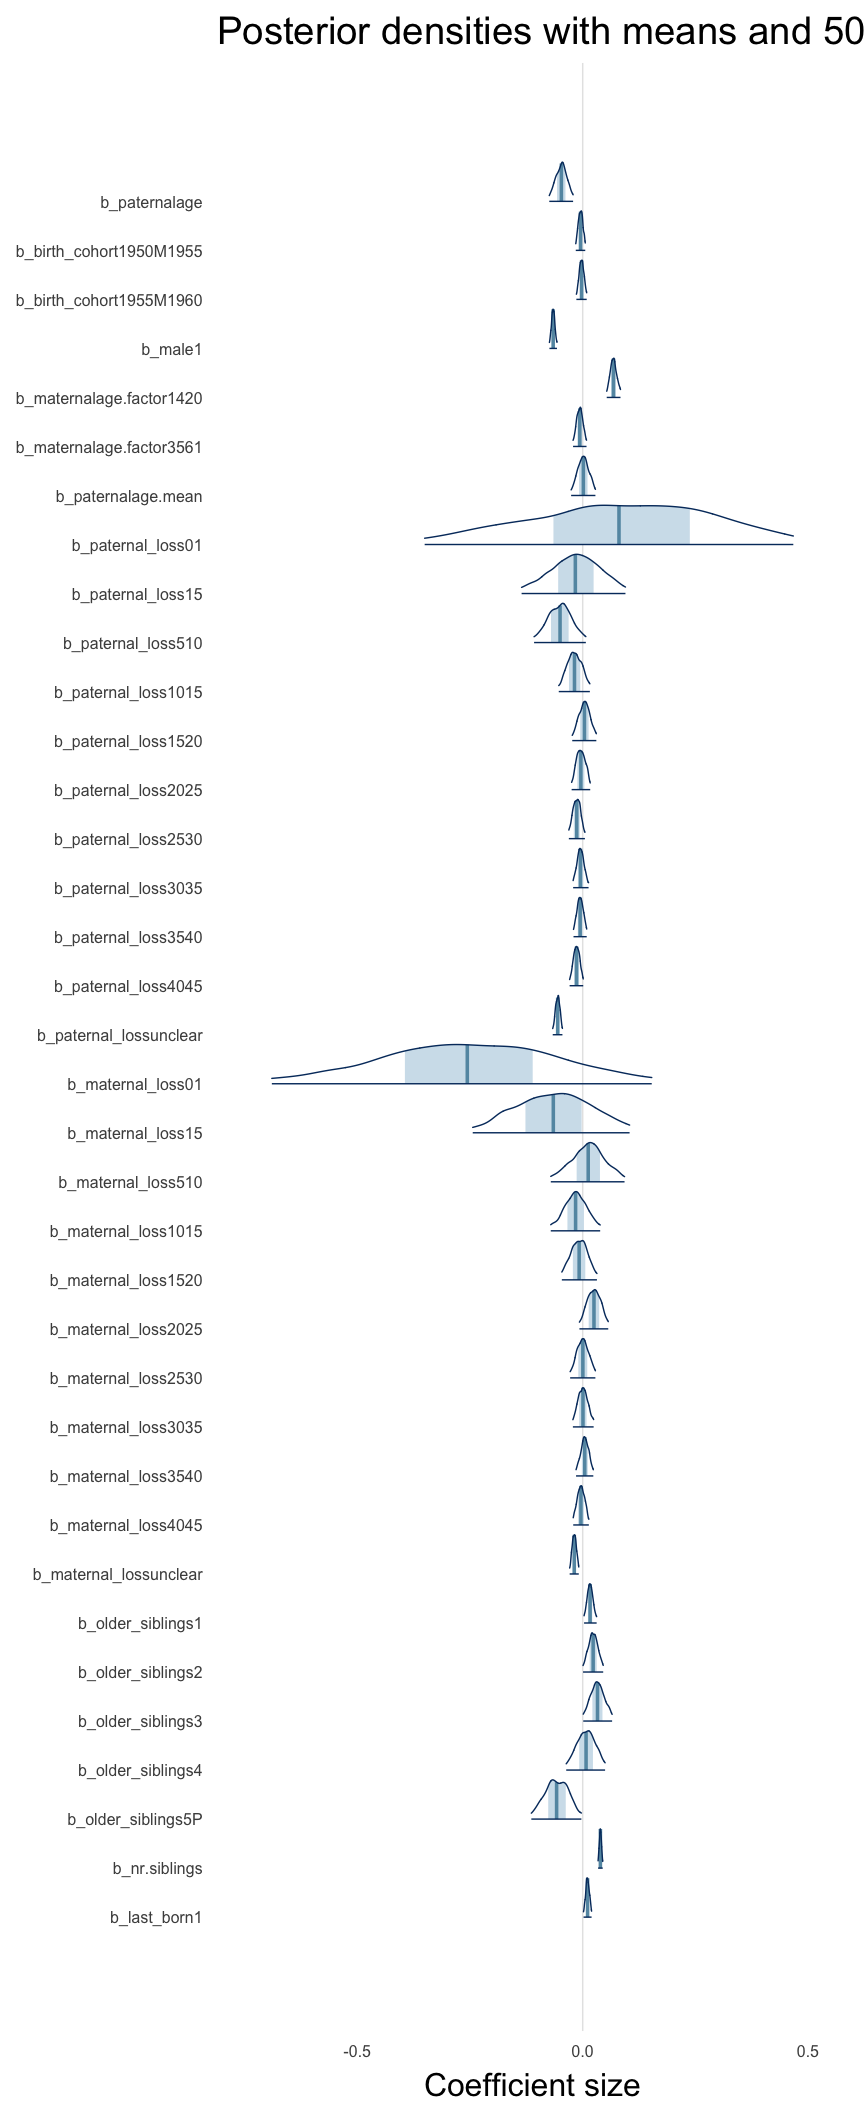 Posterior densities with means and 50
b_paternalage
b_birth_cohort1950M1955
b_birth_cohort1955M1960
b_male1
b_maternalage.factor1420
b_maternalage.factor3561
b_paternalage.mean
b_paternal_loss01
b_paternal_loss15
b_paternal_loss510
b_paternal_loss1015
b_paternal_loss1520
b_paternal_loss2025
b_paternal_loss2530
b_paternal_loss3035
b_paternal_loss3540
b_paternal_loss4045
b_paternal_lossunclear
b_maternal_loss01
b_maternal_loss15
b_maternal_loss510
b_maternal_loss1015
b_maternal_loss1520
b_maternal_loss2025
b_maternal_loss2530
b_maternal_loss3035
b_maternal_loss3540
b_maternal_loss4045
b_maternal_lossunclear
b_older_siblings1
b_older_siblings2
b_older_siblings3
b_older_siblings4
b_older_siblings5P
b_nr.siblings
b_last_born1
-0.5 0.0 0.5
Coefficient size